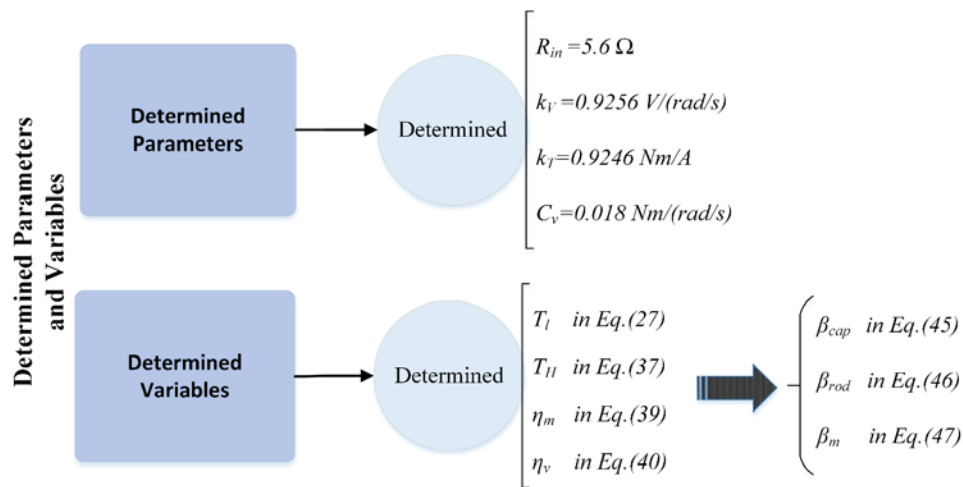 Determined Parameters
and Variables
Determined
Parameters
Determined
R_in =5.6 Ω
k_V =0.9256 V/(rad/s)
k_T=0.9246 Nm/A
C_v=0.018 Nm/(rad/s)
Determined
Variables
Determined
T_l in Eq.(27)
T_H in Eq.(37)
η_m in Eq.(39)
η_v in Eq.(40)
β_cap in Eq.(45)
β_rod in Eq.(46)
β_m in Eq.(47)